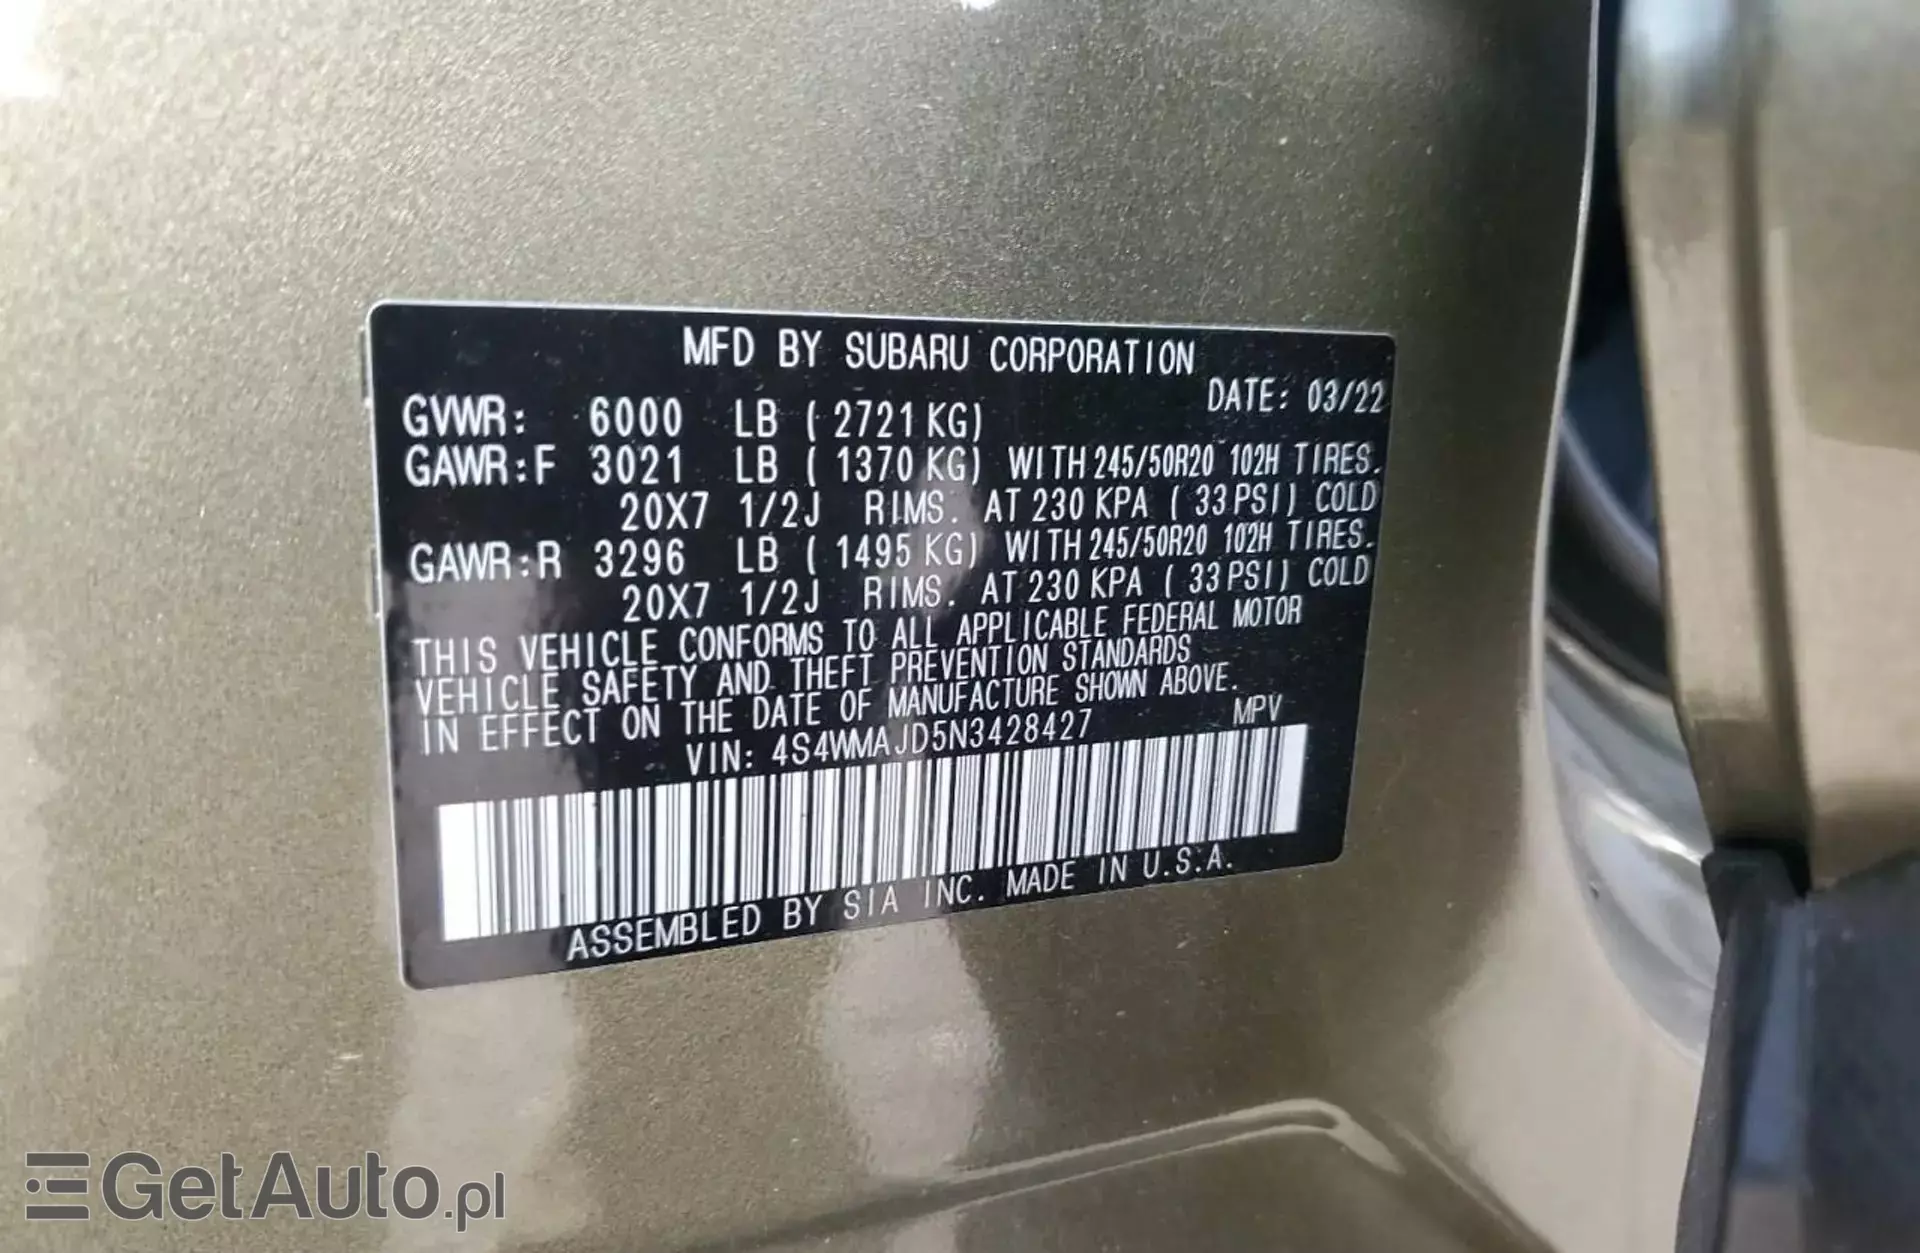 MFD BY SUBARU CORPORATION
DATE: 03/22
GVWR: 6000 LB ( 2721 KG)
GAWR:F 3021 LB ( 1370 KG) WITH 245/50R20 102H TIRES.
20X7 1/2J RIMS. AT 230 KPA ( 33 PSI) COLD
GAWR:R 3296 LB ( 1495 KG) WITH 245/50R20 102H TIRES.
20X7 1/2J RIMS. AT 230 KPA ( 33 PSI) COLD
THIS VEHICLE CONFORMS TO ALL APPLICABLE FEDERAL MOTOR
VEHICLE SAFETY AND THEFT PREVENTION STANDARDS
IN EFFECT ON THE DATE OF MANUFACTURE SHOWN ABOVE.
VIN: 4S4WMAJD5N3428427 MPV
ASSEMBLED BY SIA INC. MADE IN U.S.A.
GetAuto.pl